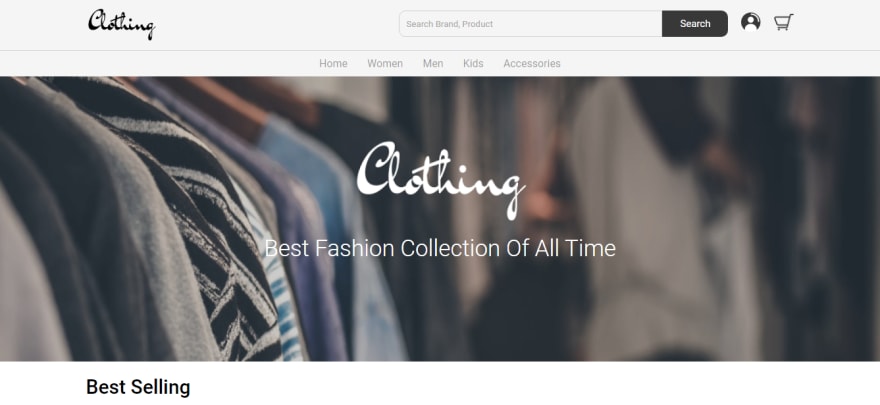 Clothing
Search Brand, Product
Search
Home Women Men Kids Accessories
Clothing
Best Fashion Collection Of All Time
Best Selling